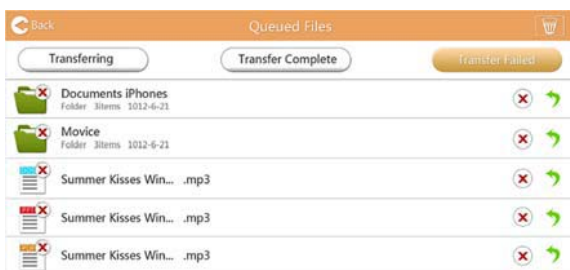 Back
Queued Files
Transferring
Transfer Complete
Transfer Failed
Documents iPhones
Folder 3items 1012-6-21
Movice
Folder 3items 1012-6-21
Summer Kisses Win... .mp3
Summer Kisses Win... .mp3
Summer Kisses Win... .mp3